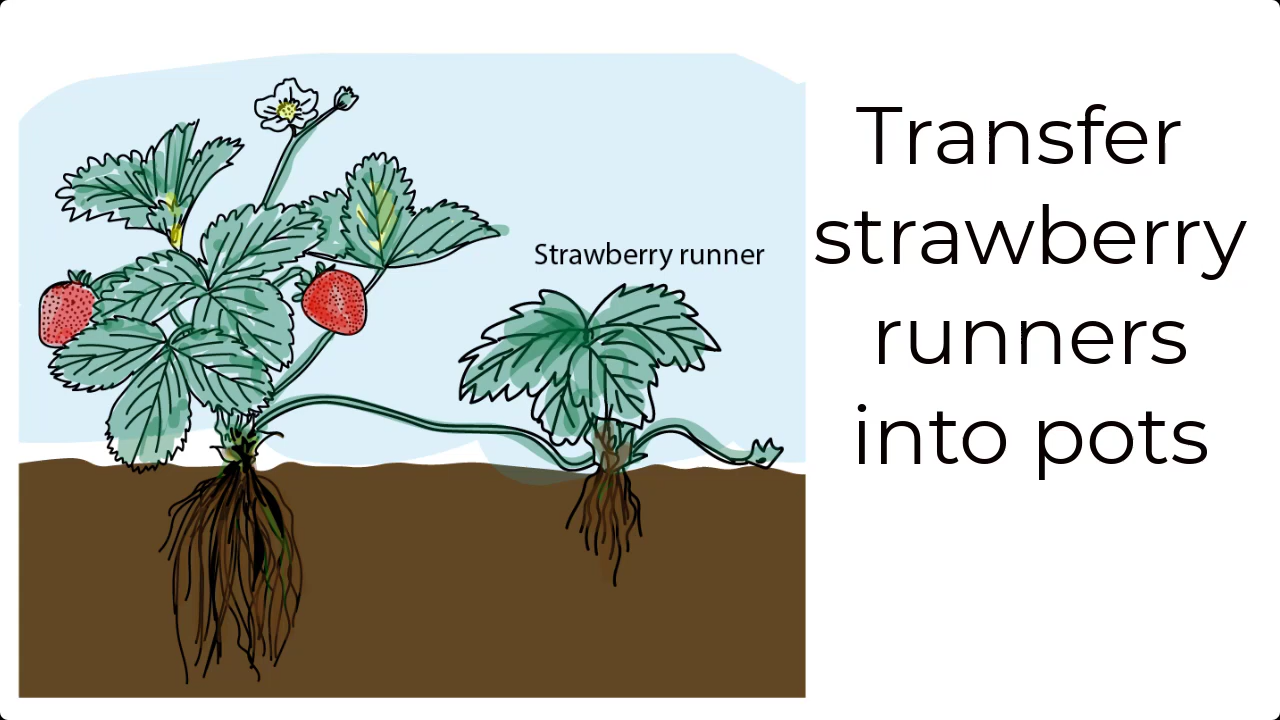 Strawberry runner
Transfer
strawberry
runners
into pots